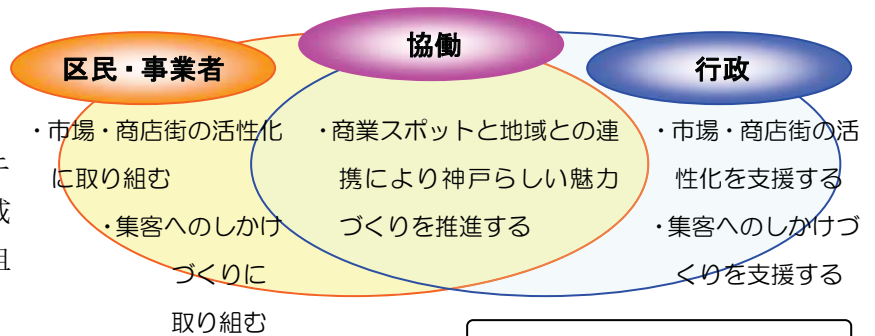 協働
区民・事業者
行政
・市場・商店街の活性化
に取り組む
・集客へのしかけ
づくりに
取り組む
・商業スポットと地域との連
携により神戸らしい魅力
づくりを推進する
・市場・商店街の活
性化を支援する
・集客へのしかけづ
くりを支援する